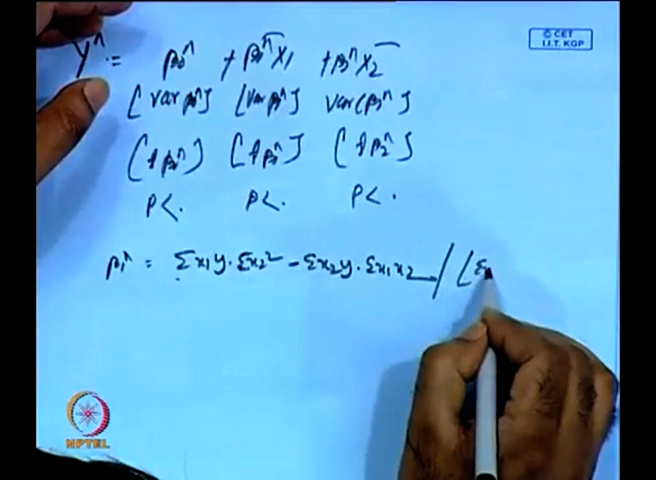 © CET
I.I.T. KGP
Y^ = β0^ + β1^ X1 + β2^ X2
[var β0^] [var β1^] var(β2^]
[t β0^] [t β1^] [t β2^]
P<. P<. P<.
β1^ = Σx1y · Σx2² - Σx2y · Σx1x2 / [Σx
NPTEL